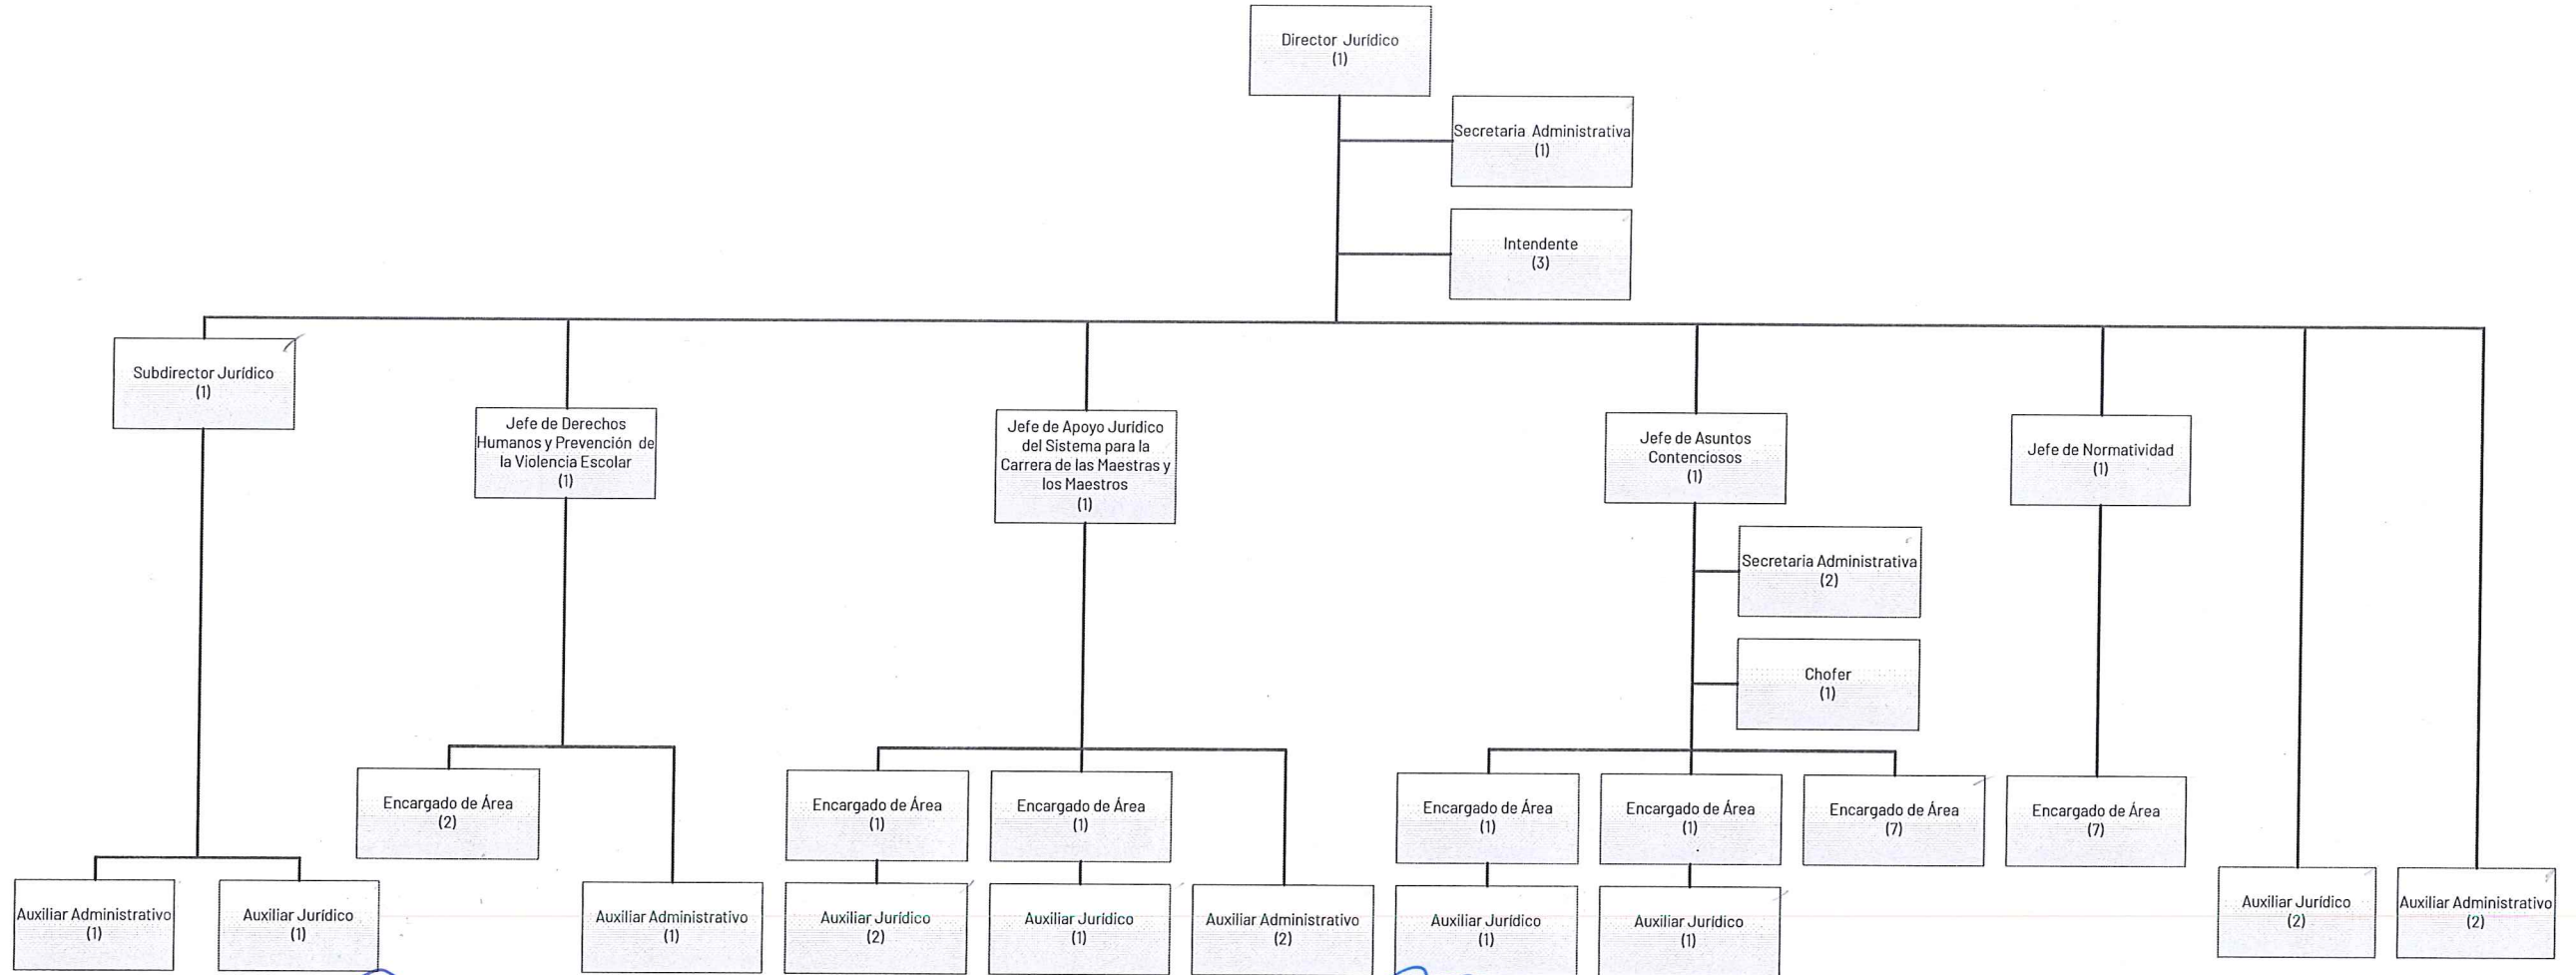 Director Jurídico
(1)
Secretaria Administrativa
(1)
Intendente
(3)
Subdirector Jurídico
(1)
Jefe de Derechos
Humanos y Prevención de
la Violencia Escolar
(1)
Jefe de Apoyo Jurídico
del Sistema para la
Carrera de las Maestras y
los Maestros
(1)
Jefe de Asuntos
Contenciosos
(1)
Jefe de Normatividad
(1)
Secretaria Administrativa
(2)
Chofer
(1)
Encargado de Área
(2)
Encargado de Área
(1)
Encargado de Área
(1)
Encargado de Área
(1)
Encargado de Área
(1)
Encargado de Área
(7)
Encargado de Área
(7)
Auxiliar Administrativo
(1)
Auxiliar Jurídico
(1)
Auxiliar Administrativo
(1)
Auxiliar Jurídico
(2)
Auxiliar Jurídico
(1)
Auxiliar Administrativo
(2)
Auxiliar Jurídico
(1)
Auxiliar Jurídico
(1)
Auxiliar Jurídico
(2)
Auxiliar Administrativo
(2)